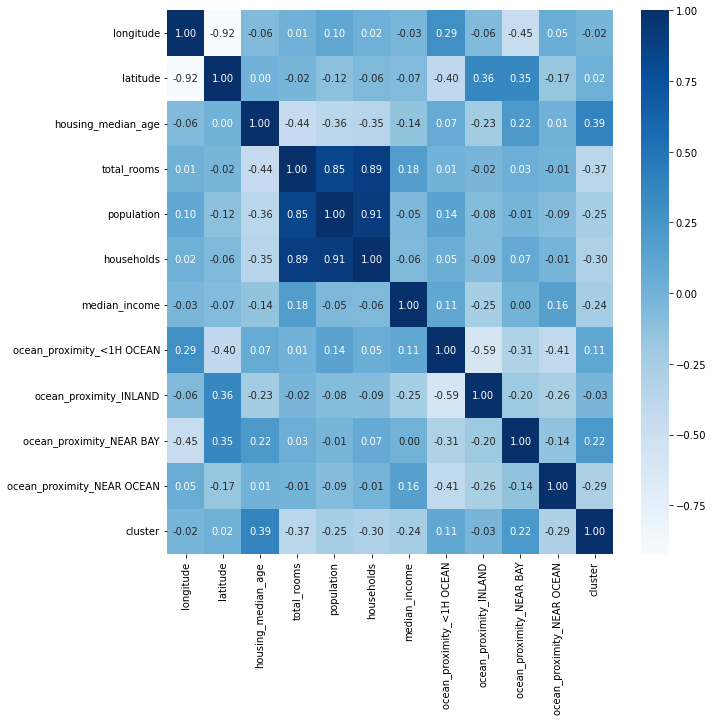 longitude 1.00 -0.92 -0.06 0.01 0.10 0.02 -0.03 0.29 -0.06 -0.45 0.05 -0.02
latitude -0.92 1.00 0.00 -0.02 -0.12 -0.06 -0.07 -0.40 0.36 0.35 -0.17 0.02
housing_median_age -0.06 0.00 1.00 -0.44 -0.36 -0.35 -0.14 0.07 -0.23 0.22 0.01 0.39
total_rooms 0.01 -0.02 -0.44 1.00 0.85 0.89 0.18 0.01 -0.02 0.03 -0.01 -0.37
population 0.10 -0.12 -0.36 0.85 1.00 0.91 -0.05 0.14 -0.08 -0.01 -0.09 -0.25
households 0.02 -0.06 -0.35 0.89 0.91 1.00 -0.06 0.05 -0.09 0.07 -0.01 -0.30
median_income -0.03 -0.07 -0.14 0.18 -0.05 -0.06 1.00 0.11 -0.25 0.00 0.16 -0.24
ocean_proximity_<1H OCEAN 0.29 -0.40 0.07 0.01 0.14 0.05 0.11 1.00 -0.59 -0.31 -0.41 0.11
ocean_proximity_INLAND -0.06 0.36 -0.23 -0.02 -0.08 -0.09 -0.25 -0.59 1.00 -0.20 -0.26 -0.03
ocean_proximity_NEAR BAY -0.45 0.35 0.22 0.03 -0.01 0.07 0.00 -0.31 -0.20 1.00 -0.14 0.22
ocean_proximity_NEAR OCEAN 0.05 -0.17 0.01 -0.01 -0.09 -0.01 0.16 -0.41 -0.26 -0.14 1.00 -0.29
cluster -0.02 0.02 0.39 -0.37 -0.25 -0.30 -0.24 0.11 -0.03 0.22 -0.29 1.00
longitude
latitude
housing_median_age
total_rooms
population
households
median_income
ocean_proximity_<1H OCEAN
ocean_proximity_INLAND
ocean_proximity_NEAR BAY
ocean_proximity_NEAR OCEAN
cluster
1.00
0.75
0.50
0.25
0.00
−0.25
−0.50
−0.75